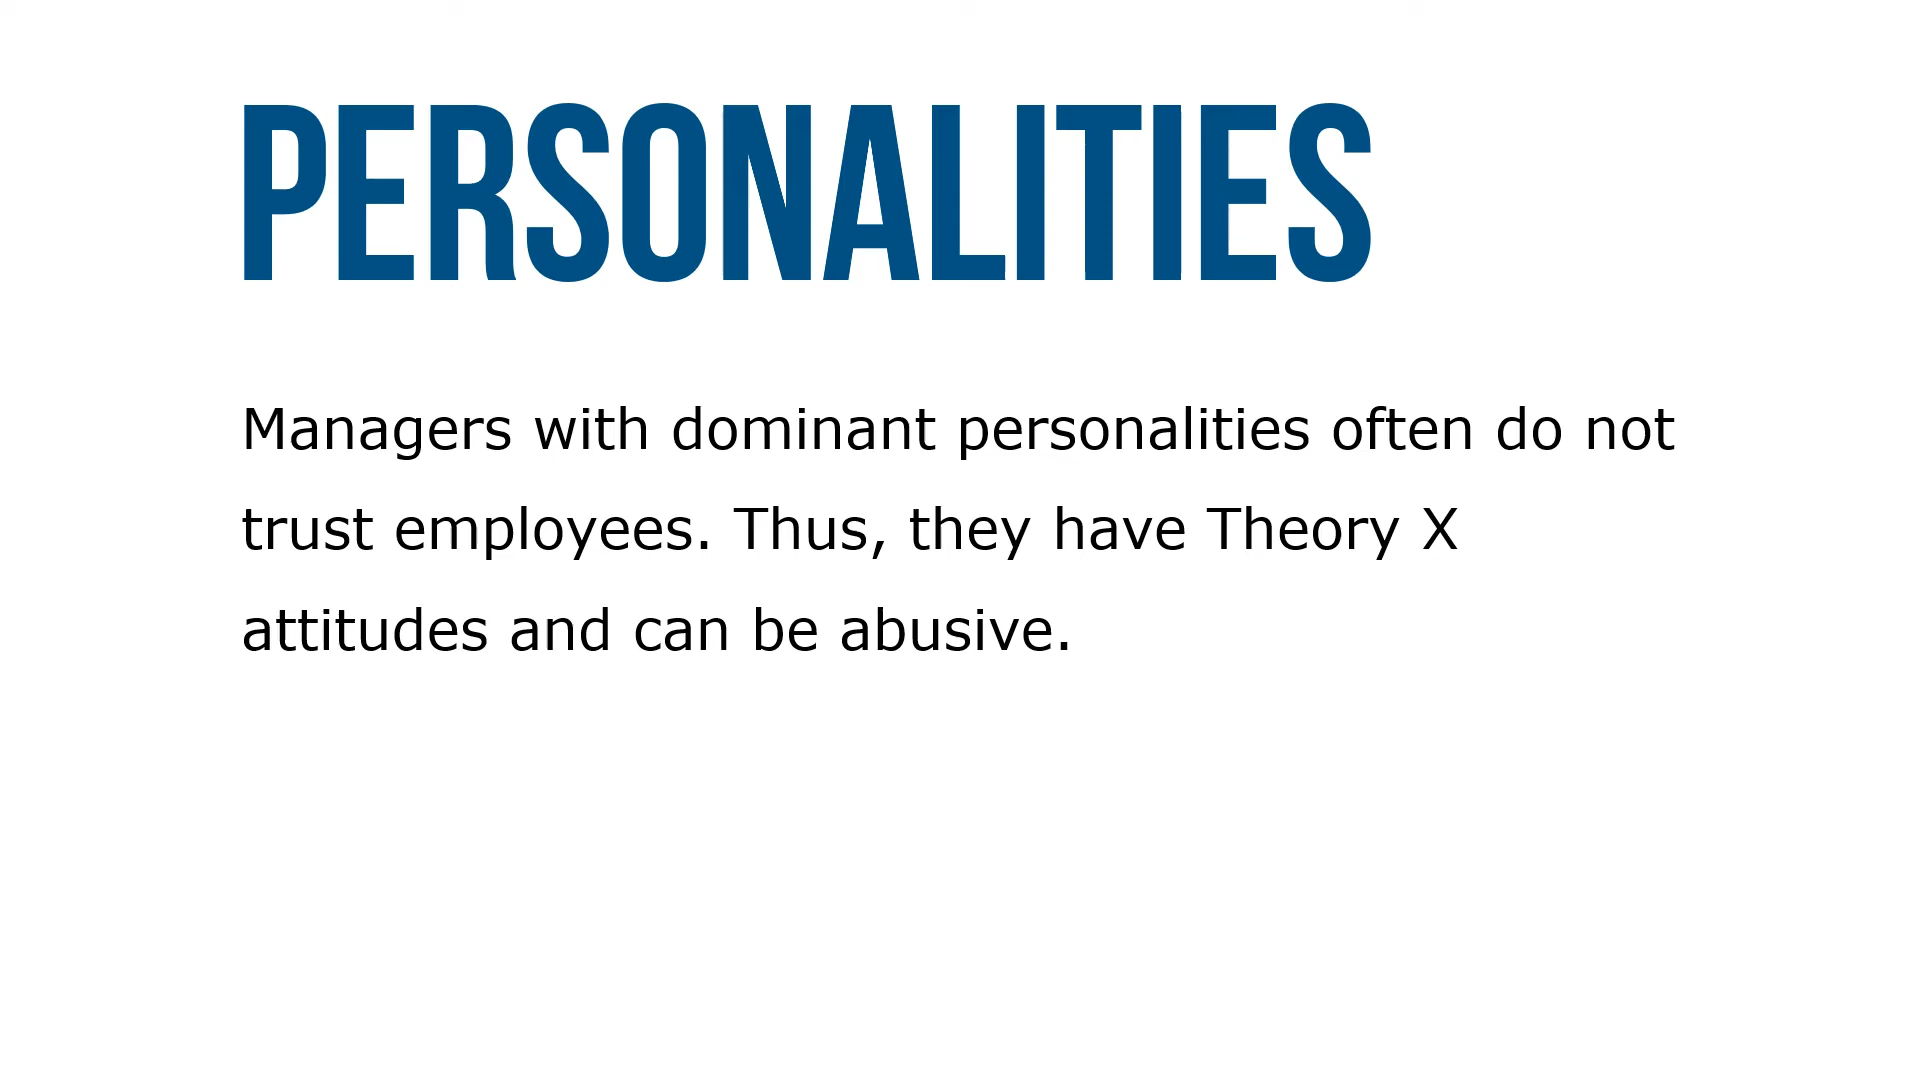 PERSONALITIES
Managers with dominant personalities often do not
trust employees. Thus, they have Theory X
attitudes and can be abusive.